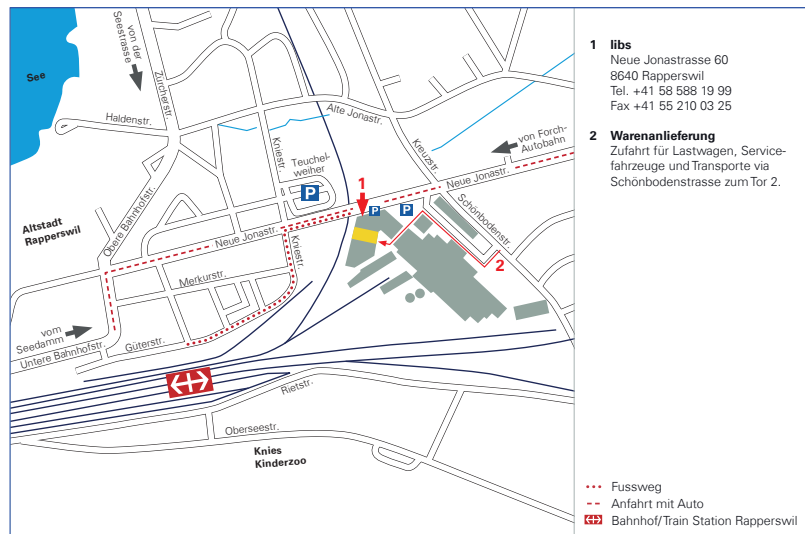 See
von der
Seestrasse
Zürcherstr.
Haldenstr.
Alte Jonastr.
Kreuzstr.
von Forch-
Autobahn
Kniestr.
Teuchel-
weiher
P
1
P
P
Neue Jonastr.
Altstadt
Rapperswil
Obere Bahnhofstr.
Neue Jonastr.
Kniestr.
Schönbodenstr.
2
Merkurstr.
vom
Seedamm
Untere Bahnhofstr.
Güterstr.
Rietstr.
Oberseestr.
Knies
Kinderzoo
1 libs
Neue Jonastrasse 60
8640 Rapperswil
Tel. +41 58 588 19 99
Fax +41 55 210 03 25
2 Warenanlieferung
Zufahrt für Lastwagen, Service-
fahrzeuge und Transporte via
Schönbodenstrasse zum Tor 2.
Fussweg
Anfahrt mit Auto
Bahnhof/Train Station Rapperswil